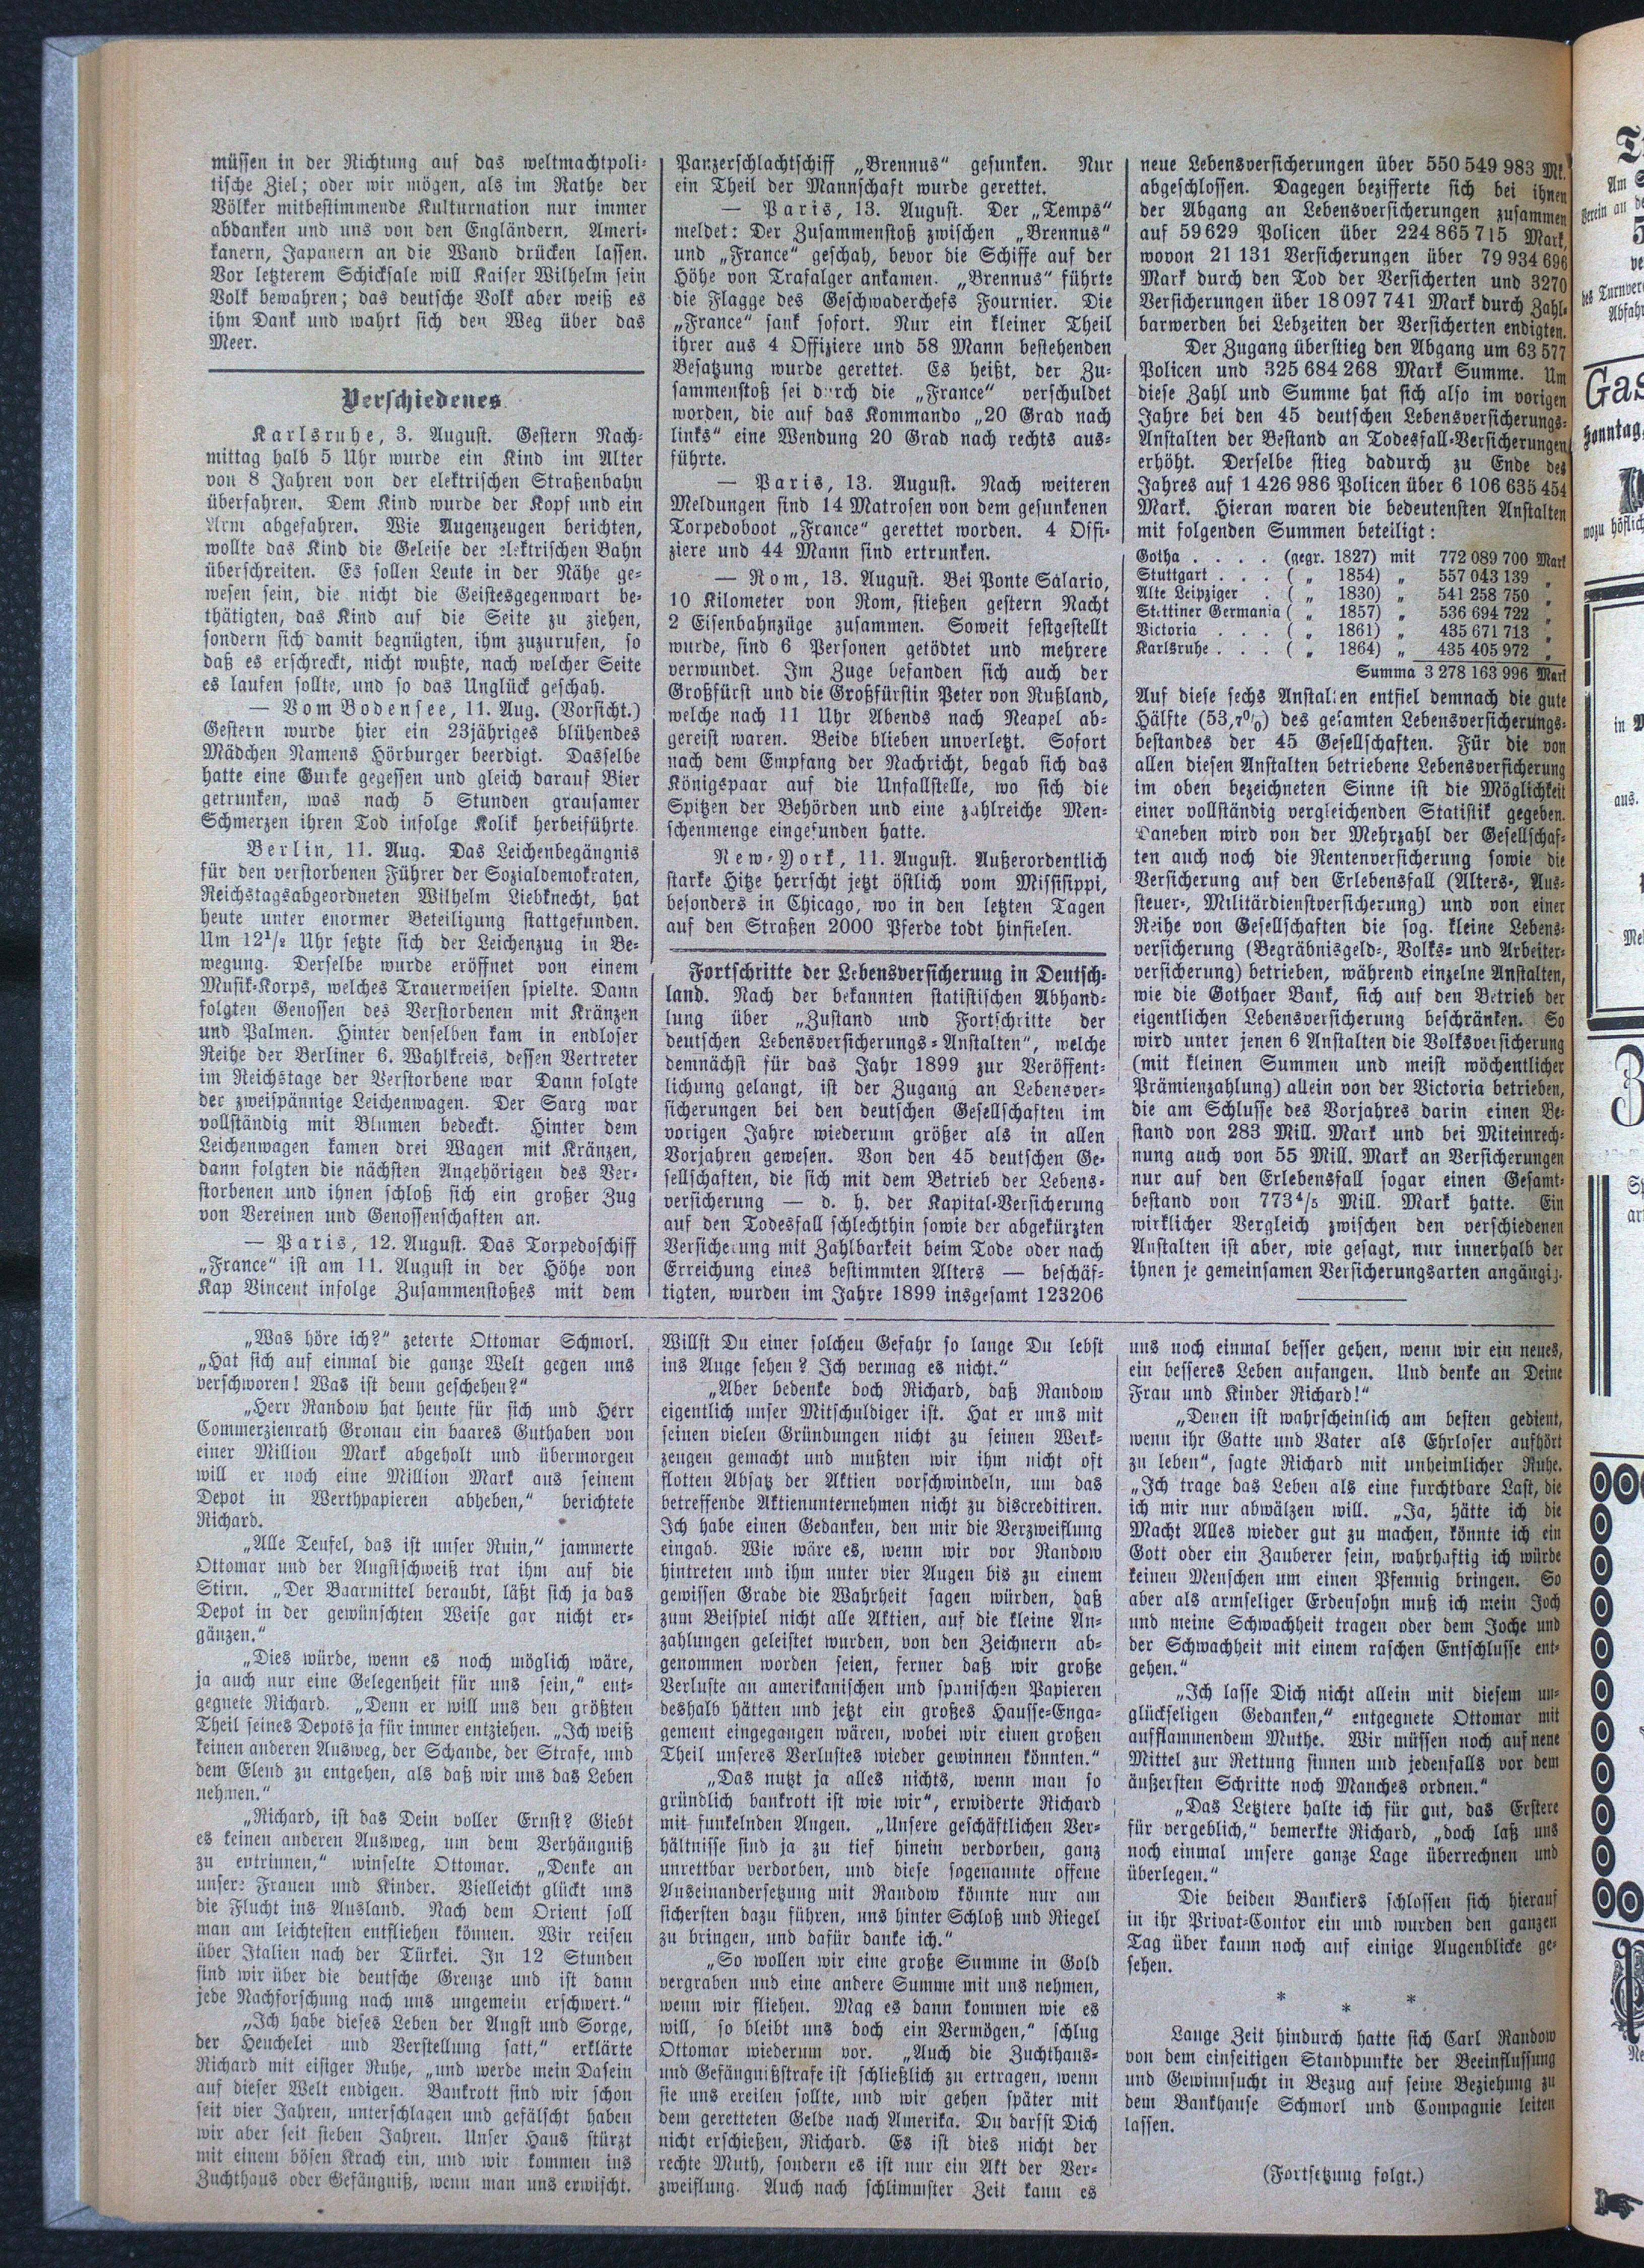 müssen in der Richtung auf das weltmachtpoli-
tische Ziel; oder wir mögen, als im Rathe der
Völker mitbestimmende Kulturnation nur immer
abdanken und uns von den Engländern, Ameri-
kanern, Japanern an die Wand drücken lassen.
Vor letzterem Schicksale will Kaiser Wilhelm sein
Volk bewahren; das deutsche Volk aber weiß es
ihm Dank und wahrt sich den Weg über das
Meer.
Verschiedenes
Karlsruhe, 3. August. Gestern Nach-
mittag halb 5 Uhr wurde ein Kind im Alter
von 8 Jahren von der elektrischen Straßenbahn
überfahren. Dem Kind wurde der Kopf und ein
Arm abgefahren. Wie Augenzeugen berichten,
wollte das Kind die Geleise der elektrischen Bahn
überschreiten. Es sollen Leute in der Nähe ge-
wesen sein, die nicht die Geistesgegenwart be-
thätigten, das Kind auf die Seite zu ziehen,
sondern sich damit begnügten, ihm zuzurufen, so
daß es erschreckt, nicht wußte, nach welcher Seite
es laufen sollte, und so das Unglück geschah.
— Vom Bodensee, 11. Aug. (Vorsicht.)
Gestern wurde hier ein 23jähriges blühendes
Mädchen Namens Hörburger beerdigt. Dasselbe
hatte eine Gurke gegessen und gleich darauf Bier
getrunken, was nach 5 Stunden grausamer
Schmerzen ihren Tod infolge Kolik herbeiführte.
Berlin, 11. Aug. Das Leichenbegängnis
für den verstorbenen Führer der Sozialdemokraten,
Reichstagsabgeordneten Wilhelm Liebknecht, hat
heute unter enormer Beteiligung stattgefunden.
Um 12½ Uhr setzte sich der Leichenzug in Be-
wegung. Derselbe wurde eröffnet von einem
Musik-Korps, welches Trauerweisen spielte. Dann
folgten Genossen des Verstorbenen mit Kränzen
und Palmen. Hinter denselben kam in endloser
Reihe der Berliner 6. Wahlkreis, dessen Vertreter
im Reichstage der Verstorbene war Dann folgte
der zweispännige Leichenwagen. Der Sarg war
vollständig mit Blumen bedeckt. Hinter dem
Leichenwagen kamen drei Wagen mit Kränzen,
dann folgten die nächsten Angehörigen des Ver-
storbenen und ihnen schloß sich ein großer Zug
von Vereinen und Genossenschaften an.
— Paris, 12. August. Das Torpedoschiff
„France“ ist am 11. August in der Höhe von
Kap Vincent infolge Zusammenstoßes mit dem
Panzerschlachtschiff „Brennus“ gesunken. Nur
ein Theil der Mannschaft wurde gerettet.
— Paris, 13. August. Der „Temps“
meldet: Der Zusammenstoß zwischen „Brennus“
und „France“ geschah, bevor die Schiffe auf der
Höhe von Trafalger ankamen. „Brennus“ führte
die Flagge des Geschwaderchefs Fournier. Die
„France“ sank sofort. Nur ein kleiner Theil
ihrer aus 4 Offiziere und 58 Mann bestehenden
Besatzung wurde gerettet. Es heißt, der Zu-
sammenstoß sei durch die „France“ verschuldet
worden, die auf das Kommando „20 Grad nach
links“ eine Wendung 20 Grad nach rechts aus-
führte.
— Paris, 13. August. Nach weiteren
Meldungen sind 14 Matrosen von dem gesunkenen
Torpedoboot „France“ gerettet worden. 4 Offi-
ziere und 44 Mann sind ertrunken.
— Rom, 13. August. Bei Ponte Salario,
10 Kilometer von Rom, stießen gestern Nacht
2 Eisenbahnzüge zusammen. Soweit festgestellt
wurde, sind 6 Personen getödtet und mehrere
verwundet. Im Zuge befanden sich auch der
Großfürst und die Großfürstin Peter von Rußland,
welche nach 11 Uhr Abends nach Neapel ab-
gereist waren. Beide blieben unverletzt. Sofort
nach dem Empfang der Nachricht, begab sich das
Königspaar auf die Unfallstelle, wo sich die
Spitzen der Behörden und eine zahlreiche Men-
schenmenge eingefunden hatte.
New-York, 11. August. Außerordentlich
starke Hitze herrscht jetzt östlich vom Missisippi,
besonders in Chicago, wo in den letzten Tagen
auf den Straßen 2000 Pferde todt hinfielen.
Fortschritte der Lebensversicherung in Deutsch-
land. Nach der bekannten statistischen Abhand-
lung über „Zustand und Fortschritte der
deutschen Lebensversicherungs-Anstalten“, welche
demnächst für das Jahr 1899 zur Veröffent-
lichung gelangt, ist der Zugang an Lebensver-
sicherungen bei den deutschen Gesellschaften im
vorigen Jahre wiederum größer als in allen
Vorjahren gewesen. Von den 45 deutschen Ge-
sellschaften, die sich mit dem Betrieb der Lebens-
versicherung — d. h. der Kapital-Versicherung
auf den Todesfall schlechthin sowie der abgekürzten
Versicherung mit Zahlbarkeit beim Tode oder nach
Erreichung eines bestimmten Alters — beschäf-
tigten, wurden im Jahre 1899 insgesamt 123206
neue Lebensversicherungen über 550 549 983 Mk.
abgeschlossen. Dagegen bezifferte sich bei ihnen
der Abgang an Lebensversicherungen zusammen
auf 59629 Policen über 224 865 715 Mark,
wovon 21 131 Versicherungen über 79 934 696
Mark durch den Tod der Versicherten und 3270
Versicherungen über 18 097 741 Mark durch Zahl-
barwerden bei Lebzeiten der Versicherten endigten.
Der Zugang überstieg den Abgang um 63 577
Policen und 325 684 268 Mark Summe. Um
diese Zahl und Summe hat sich also im vorigen
Jahre bei den 45 deutschen Lebensversicherungs-
Anstalten der Bestand an Todesfall-Versicherungen
erhöht. Derselbe stieg dadurch zu Ende des
Jahres auf 1 426 986 Policen über 6 106 635 454
Mark. Hieran waren die bedeutensten Anstalten
mit folgenden Summen beteiligt:
Gotha . . . . (gegr. 1827) mit 772 089 700 Mark
Stuttgart . . . ( „ 1854) „ 557 043 139 „
Alte Leipziger . ( „ 1830) „ 541 258 750 „
Stettiner Germania ( „ 1857) „ 536 694 722 „
Victoria . . . ( „ 1861) „ 435 671 713 „
Karlsruhe . . . ( „ 1864) „ 435 405 972 „
Summa 3 278 163 996 Mark
Auf diese sechs Anstalten entfiel demnach die gute
Hälfte (53,7%) des gesamten Lebensversicherungs-
bestandes der 45 Gesellschaften. Für die von
allen diesen Anstalten betriebene Lebensversicherung
im oben bezeichneten Sinne ist die Möglichkeit
einer vollständig vergleichenden Statistik gegeben.
Daneben wird von der Mehrzahl der Gesellschaf-
ten auch noch die Rentenversicherung sowie die
Versicherung auf den Erlebensfall (Alters-, Aus-
steuer-, Militärdienstversicherung) und von einer
Reihe von Gesellschaften die sog. kleine Lebens-
versicherung (Begräbnisgeld-, Volks- und Arbeiter-
versicherung) betrieben, während einzelne Anstalten,
wie die Gothaer Bank, sich auf den Betrieb der
eigentlichen Lebensversicherung beschränken. So
wird unter jenen 6 Anstalten die Volksversicherung
(mit kleinen Summen und meist wöchentlicher
Prämienzahlung) allein von der Victoria betrieben,
die am Schlusse des Vorjahres darin einen Be-
stand von 283 Mill. Mark und bei Miteinrech-
nung auch von 55 Mill. Mark an Versicherungen
nur auf den Erlebensfall sogar einen Gesamt-
bestand von 773⅘ Mill. Mark hatte. Ein
wirklicher Vergleich zwischen den verschiedenen
Anstalten ist aber, wie gesagt, nur innerhalb der
ihnen je gemeinsamen Versicherungsarten angängig.
„Was höre ich?“ zeterte Ottomar Schmorl.
„Hat sich auf einmal die ganze Welt gegen uns
verschworen! Was ist denn geschehen?“
„Herr Randow hat heute für sich und Herr
Commerzienrath Gronau ein baares Guthaben von
einer Million Mark abgeholt und übermorgen
will er noch eine Million Mark aus seinem
Depot in Werthpapieren abheben,“ berichtete
Richard.
„Alle Teufel, das ist unser Ruin,“ jammerte
Ottomar und der Angstschweiß trat ihm auf die
Stirn. „Der Baarmittel beraubt, läßt sich ja das
Depot in der gewünschten Weise gar nicht er-
gänzen.“
„Dies würde, wenn es noch möglich wäre,
ja auch nur eine Gelegenheit für uns sein,“ ent-
gegnete Richard. „Denn er will uns den größten
Theil seines Depots ja für immer entziehen. „Ich weiß
keinen anderen Ausweg, der Schande, der Strafe, und
dem Elend zu entgehen, als daß wir uns das Leben
nehmen.“
„Richard, ist das Dein voller Ernst? Giebt
es keinen anderen Ausweg, um dem Verhängniß
zu entrinnen,“ winselte Ottomar. „Denke an
unsere Frauen und Kinder. Vielleicht glückt uns
die Flucht ins Ausland. Nach dem Orient soll
man am leichtesten entfliehen können. Wir reisen
über Italien nach der Türkei. In 12 Stunden
sind wir über die deutsche Grenze und ist dann
jede Nachforschung nach uns ungemein erschwert.“
„Ich habe dieses Leben der Angst und Sorge,
der Heuchelei und Verstellung satt,“ erklärte
Richard mit eisiger Ruhe, „und werde mein Dasein
auf dieser Welt endigen. Bankrott sind wir schon
seit vier Jahren, unterschlagen und gefälscht haben
wir aber seit sieben Jahren. Unser Haus stürzt
mit einem bösen Krach ein, und wir kommen ins
Zuchthaus oder Gefängniß, wenn man uns erwischt.
Willst Du einer solchen Gefahr so lange Du lebst
ins Auge sehen? Ich vermag es nicht.“
„Aber bedenke doch Richard, daß Randow
eigentlich unser Mitschuldiger ist. Hat er uns mit
seinen vielen Gründungen nicht zu seinen Werk-
zeugen gemacht und mußten wir ihm nicht oft
flotten Absatz der Aktien vorschwindeln, um das
betreffende Aktienunternehmen nicht zu discreditiren.
Ich habe einen Gedanken, den mir die Verzweiflung
eingab. Wie wäre es, wenn wir vor Randow
hintreten und ihm unter vier Augen bis zu einem
gewissen Grade die Wahrheit sagen würden, daß
zum Beispiel nicht alle Aktien, auf die kleine An-
zahlungen geleistet wurden, von den Zeichnern ab-
genommen worden seien, ferner daß wir große
Verluste an amerikanischen und spanischen Papieren
deshalb hätten und jetzt ein großes Hausse-Enga-
gement eingegangen wären, wobei wir einen großen
Theil unseres Verlustes wieder gewinnen könnten.“
„Das nutzt ja alles nichts, wenn man so
gründlich bankrott ist wie wir“, erwiderte Richard
mit funkelnden Augen. „Unsere geschäftlichen Ver-
hältnisse sind ja zu tief hinein verdorben, ganz
unrettbar verdorben, und diese sogenannte offene
Auseinandersetzung mit Randow könnte nur am
sichersten dazu führen, uns hinter Schloß und Riegel
zu bringen, und dafür danke ich.“
„So wollen wir eine große Summe in Gold
vergraben und eine andere Summe mit uns nehmen,
wenn wir fliehen. Mag es dann kommen wie es
will, so bleibt uns doch ein Vermögen,“ schlug
Ottomar wiederum vor. „Auch die Zuchthaus-
und Gefängnißstrafe ist schließlich zu ertragen, wenn
sie uns ereilen sollte, und wir gehen später mit
dem geretteten Gelde nach Amerika. Du darfst Dich
nicht erschießen, Richard. Es ist dies nicht der
rechte Muth, sondern es ist nur ein Akt der Ver-
zweiflung. Auch nach schlimmster Zeit kann es
uns noch einmal besser gehen, wenn wir ein neues,
ein besseres Leben anfangen. Und denke an Deine
Frau und Kinder Richard!“
„Denen ist wahrscheinlich am besten gedient,
wenn ihr Gatte und Vater als Ehrloser aufhört
zu leben“, sagte Richard mit unheimlicher Ruhe.
„Ich trage das Leben als eine furchtbare Last, die
ich mir nur abwälzen will. „Ja, hätte ich die
Macht Alles wieder gut zu machen, könnte ich ein
Gott oder ein Zauberer sein, wahrhaftig ich würde
keinen Menschen um einen Pfennig bringen. So
aber als armseliger Erdensohn muß ich mein Joch
und meine Schwachheit tragen oder dem Joche und
der Schwachheit mit einem raschen Entschlusse ent-
gehen.“
„Ich lasse Dich nicht allein mit diesem un-
glückseligen Gedanken,“ entgegnete Ottomar mit
aufflammendem Muthe. Wir müssen noch auf neue
Mittel zur Rettung sinnen und jedenfalls vor dem
äußersten Schritte noch Manches ordnen.“
„Das Letztere halte ich für gut, das Erstere
für vergeblich,“ bemerkte Richard, „doch laß uns
noch einmal unsere ganze Lage überrechnen und
überlegen.“
Die beiden Bankiers schlossen sich hierauf
in ihr Privat-Contor ein und wurden den ganzen
Tag über kaum noch auf einige Augenblicke ge-
sehen.
* * *
Lange Zeit hindurch hatte sich Carl Randow
von dem einseitigen Standpunkte der Beeinflussung
und Gewinnsucht in Bezug auf seine Beziehung zu
dem Bankhause Schmorl und Compagnie leiten
lassen.
(Fortsetzung folgt.)
Am
Verein an
des Turnver
Abfahr
Gas
Sonntag,
wozu höflich
in
aus.